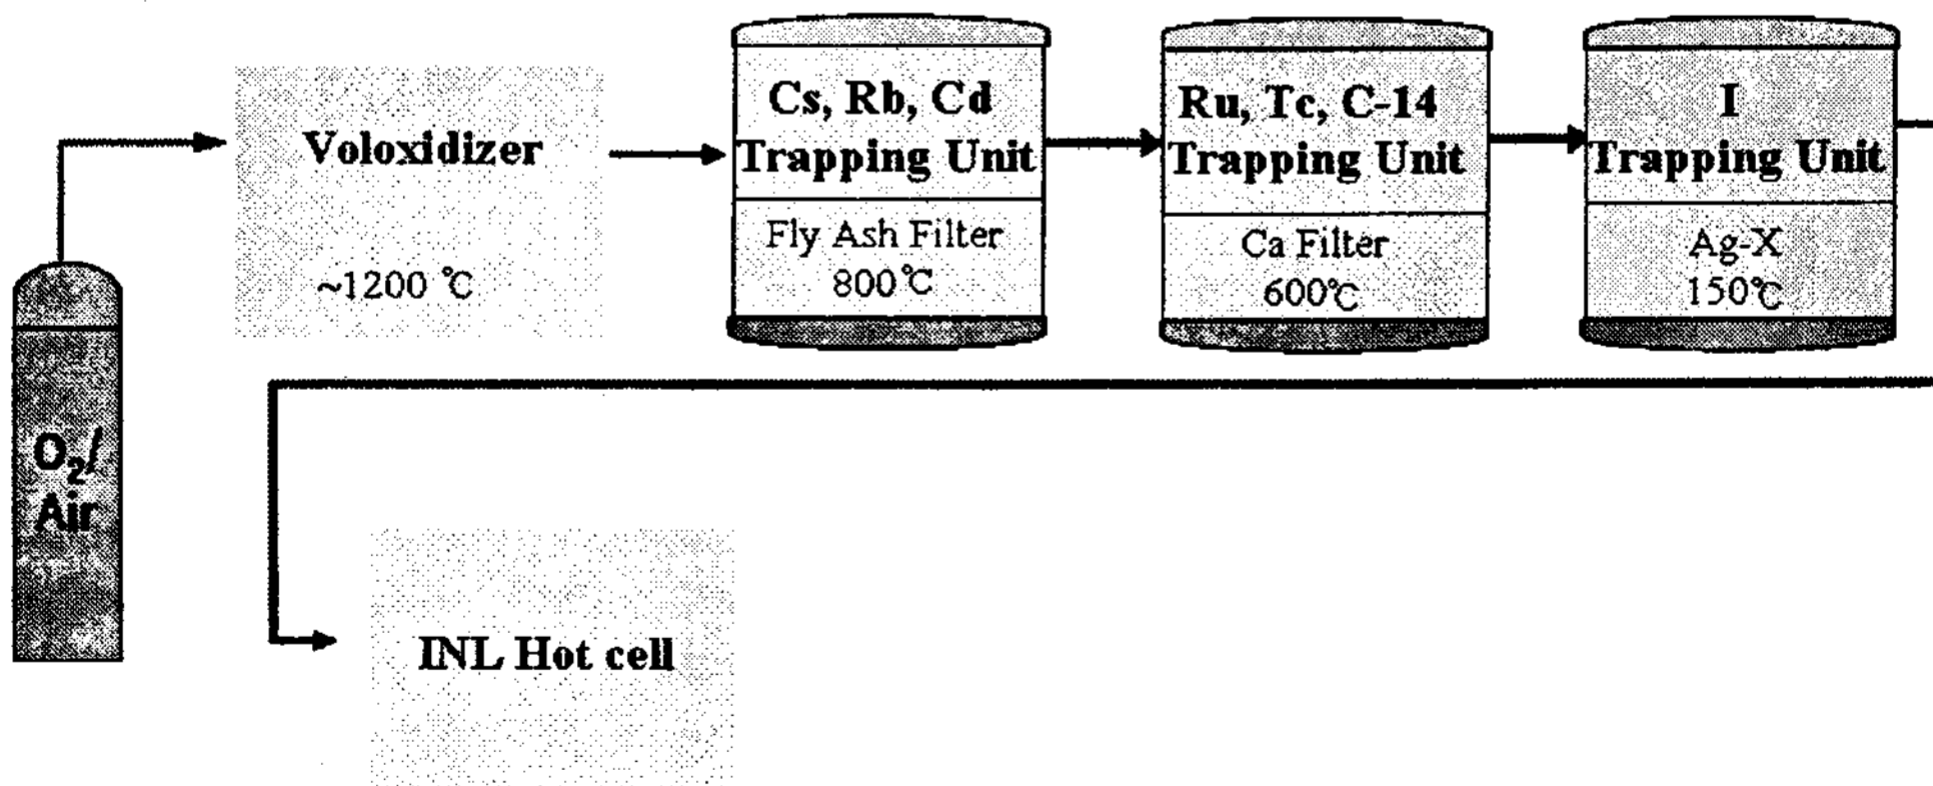 Voloxidizer
~1200 ℃
Cs, Rb, Cd
Trapping Unit
Fly Ash Filter
800℃
Ru, Tc, C-14
Trapping Unit
Ca Filter
600℃
I
Trapping Unit
Ag-X
150℃
O₂/
Air
INL Hot cell